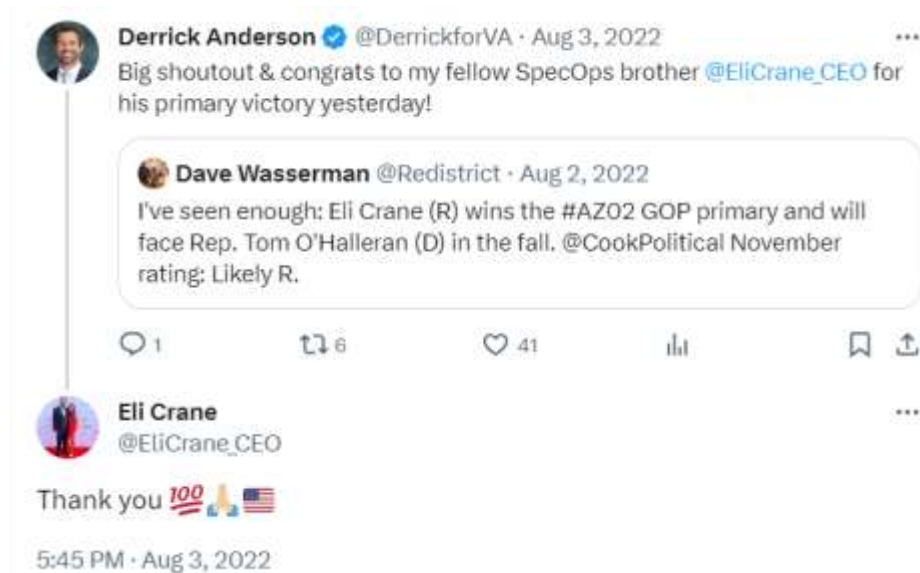 Derrick Anderson @DerrickforVA · Aug 3, 2022
Big shoutout & congrats to my fellow SpecOps brother @EliCrane_CEO for
his primary victory yesterday!
Dave Wasserman @Redistrict · Aug 2, 2022
I've seen enough: Eli Crane (R) wins the #AZ02 GOP primary and will
face Rep. Tom O'Halleran (D) in the fall. @CookPolitical November
rating: Likely R.
1 6 41
Eli Crane
@EliCrane_CEO
Thank you 💯🙏🏼🇺🇸
5:45 PM · Aug 3, 2022